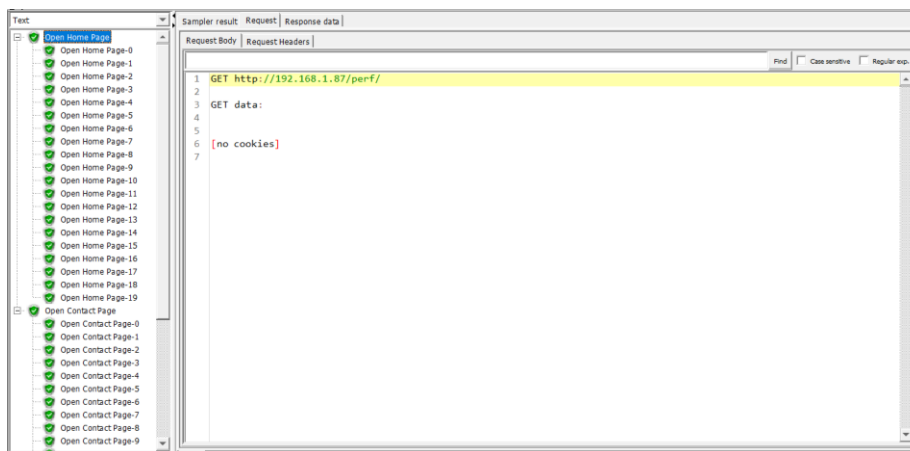 Text
Open Home Page
Open Home Page-0
Open Home Page-1
Open Home Page-2
Open Home Page-3
Open Home Page-4
Open Home Page-5
Open Home Page-6
Open Home Page-7
Open Home Page-8
Open Home Page-9
Open Home Page-10
Open Home Page-11
Open Home Page-12
Open Home Page-13
Open Home Page-14
Open Home Page-15
Open Home Page-16
Open Home Page-17
Open Home Page-18
Open Home Page-19
Open Contact Page
Open Contact Page-0
Open Contact Page-1
Open Contact Page-2
Open Contact Page-3
Open Contact Page-4
Open Contact Page-5
Open Contact Page-6
Open Contact Page-7
Open Contact Page-8
Open Contact Page-9
Sampler result Request Response data
Request Body Request Headers
Find Case sensitive Regular exp.
1 GET http://192.168.1.87/perf/
2
3 GET data:
4
5
6 [no cookies]
7